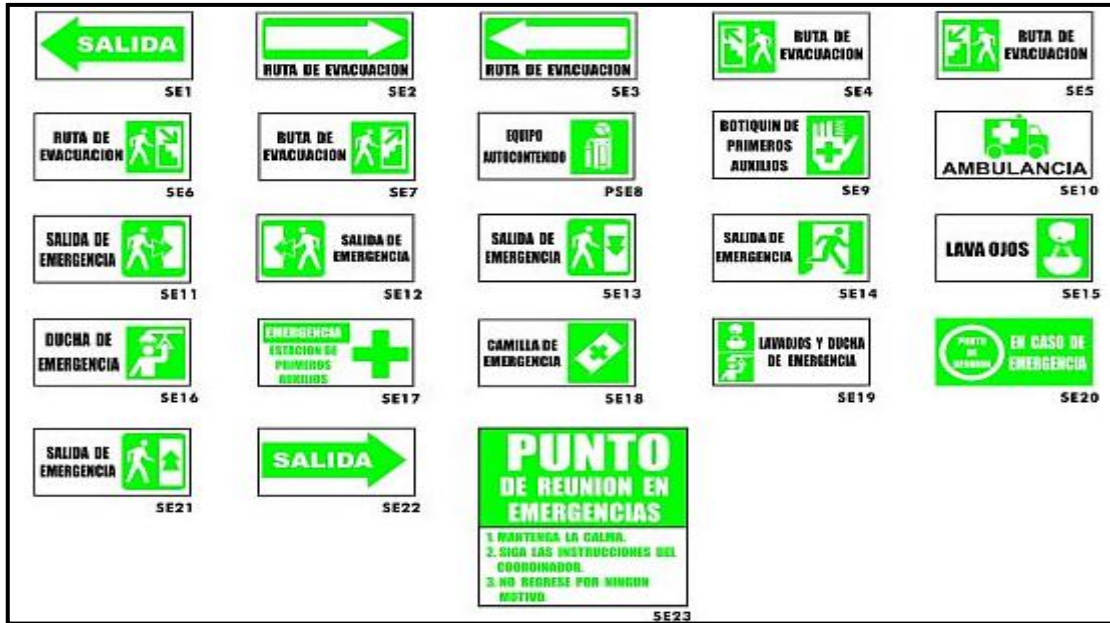 SALIDA
SE1
RUTA DE EVACUACION
SE2
RUTA DE EVACUACION
SE3
RUTA DE
EVACUACION
SE4
RUTA DE
EVACUACION
SE5
RUTA DE
EVACUACION
SE6
RUTA DE
EVACUACION
SE7
EQUIPO
AUTOCONTENIDO
PSE8
BOTIQUIN DE
PRIMEROS
AUXILIOS
SE9
AMBULANCIA
SE10
SALIDA DE
EMERGENCIA
SE11
SALIDA DE
EMERGENCIA
SE12
SALIDA DE
EMERGENCIA
SE13
SALIDA DE
EMERGENCIA
SE14
LAVA OJOS
SE15
DUCHA DE
EMERGENCIA
SE16
EMERGENCIA
ESTACION DE
PRIMEROS
AUXILIOS
SE17
CAMILLA DE
EMERGENCIA
SE18
LAVAOJOS Y DUCHA
DE EMERGENCIA
SE19
PUNTO
DE
REUNION
EN CASO DE
EMERGENCIA
SE20
SALIDA DE
EMERGENCIA
SE21
SALIDA
SE22
PUNTO
DE REUNION EN
EMERGENCIAS
1. MANTENGA LA CALMA.
2. SIGA LAS INSTRUCCIONES DEL
COORDINADOR.
3. NO REGRESE POR NINGUN
MOTIVO.
SE23